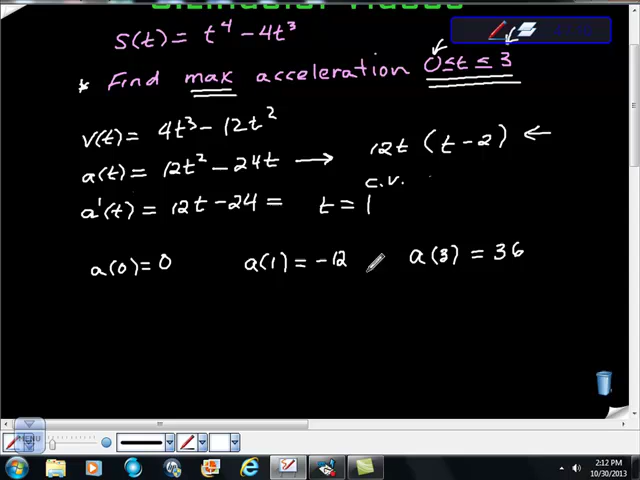 S(t) = t⁴ - 4t³
* Find max acceleration 0 ≤ t ≤ 3
v(t) = 4t³ - 12t²
a(t) = 12t² - 24t → 12t (t - 2) ←
a'(t) = 12t - 24 = t = 1 c.v.
a(0) = 0 a(1) = -12 a(3) = 36
MENU
2:12 PM
10/30/2013